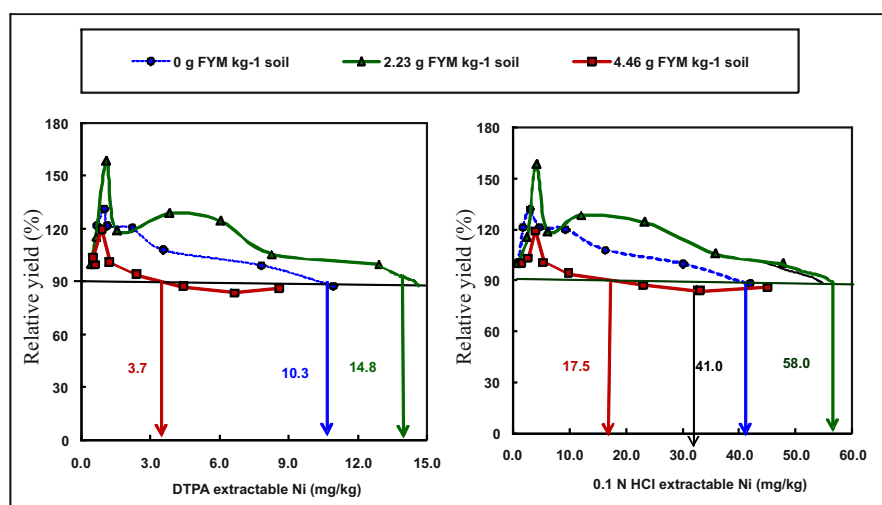 0 g FYM kg-1 soil 2.23 g FYM kg-1 soil 4.46 g FYM kg-1 soil
Relative yield (%)
180
150
120
90
60
30
0
3.7 10.3 14.8
0.0 3.0 6.0 9.0 12.0 15.0
DTPA extractable Ni (mg/kg)
Relative yield (%)
180
150
120
90
60
30
0
17.5 41.0 58.0
0.0 10.0 20.0 30.0 40.0 50.0 60.0
0.1 N HCl extractable Ni (mg/kg)